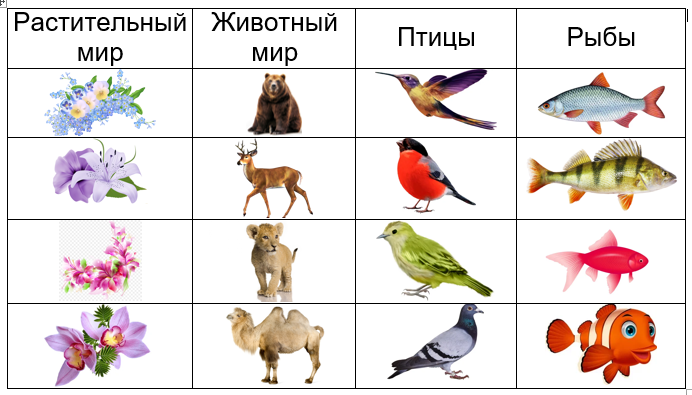 Растительный
мир
Животный
мир
Птицы
Рыбы